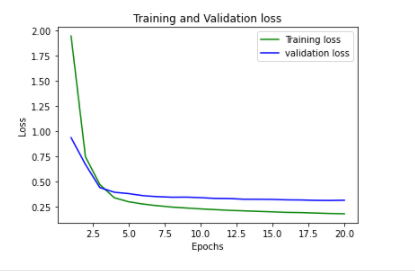 Training and Validation loss
Training loss
validation loss
Loss
2.00
1.75
1.50
1.25
1.00
0.75
0.50
0.25
2.5 5.0 7.5 10.0 12.5 15.0 17.5 20.0
Epochs